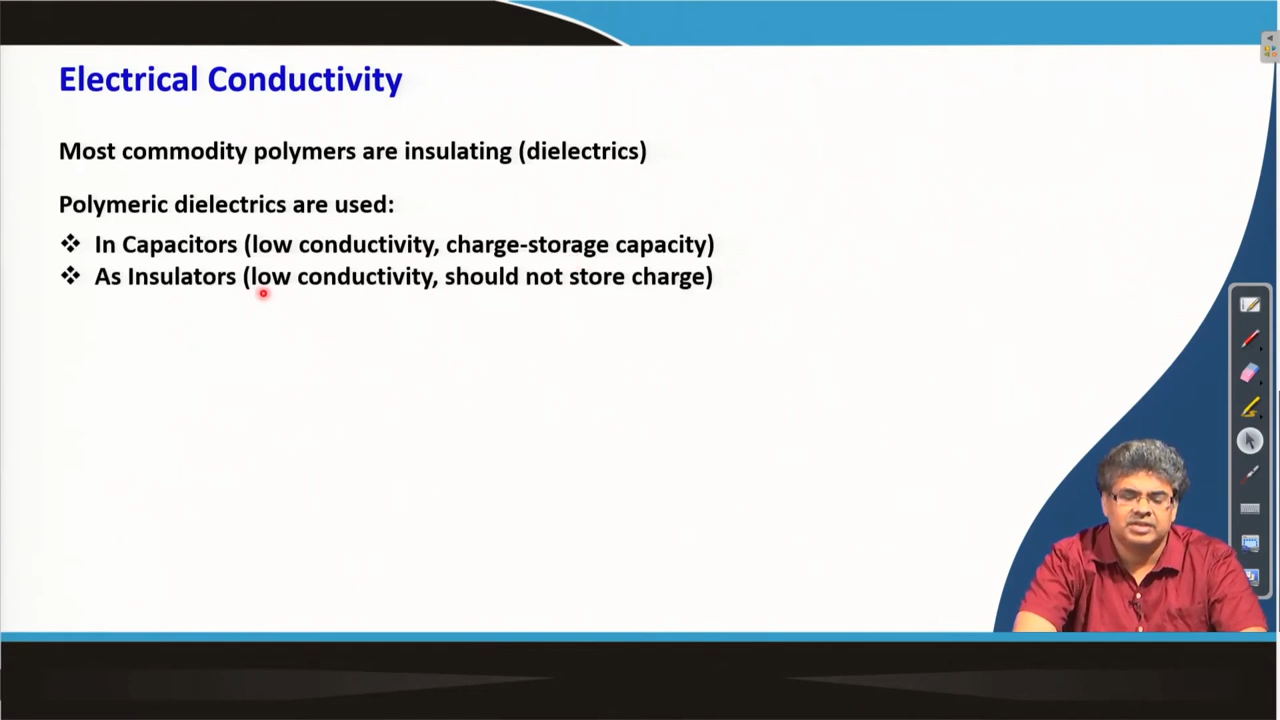 Electrical Conductivity
Most commodity polymers are insulating (dielectrics)
Polymeric dielectrics are used:
❖ In Capacitors (low conductivity, charge-storage capacity)
❖ As Insulators (low conductivity, should not store charge)